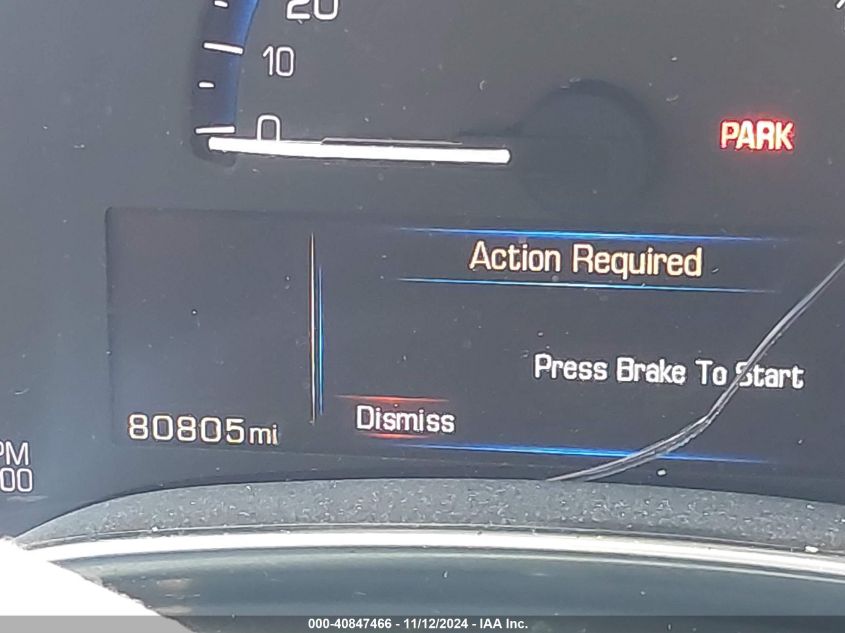 20
10
0
PARK
Action Required
Press Brake To Start
Dismiss
80805mi
PM
00
000-40847466 - 11/12/2024 - IAA Inc.